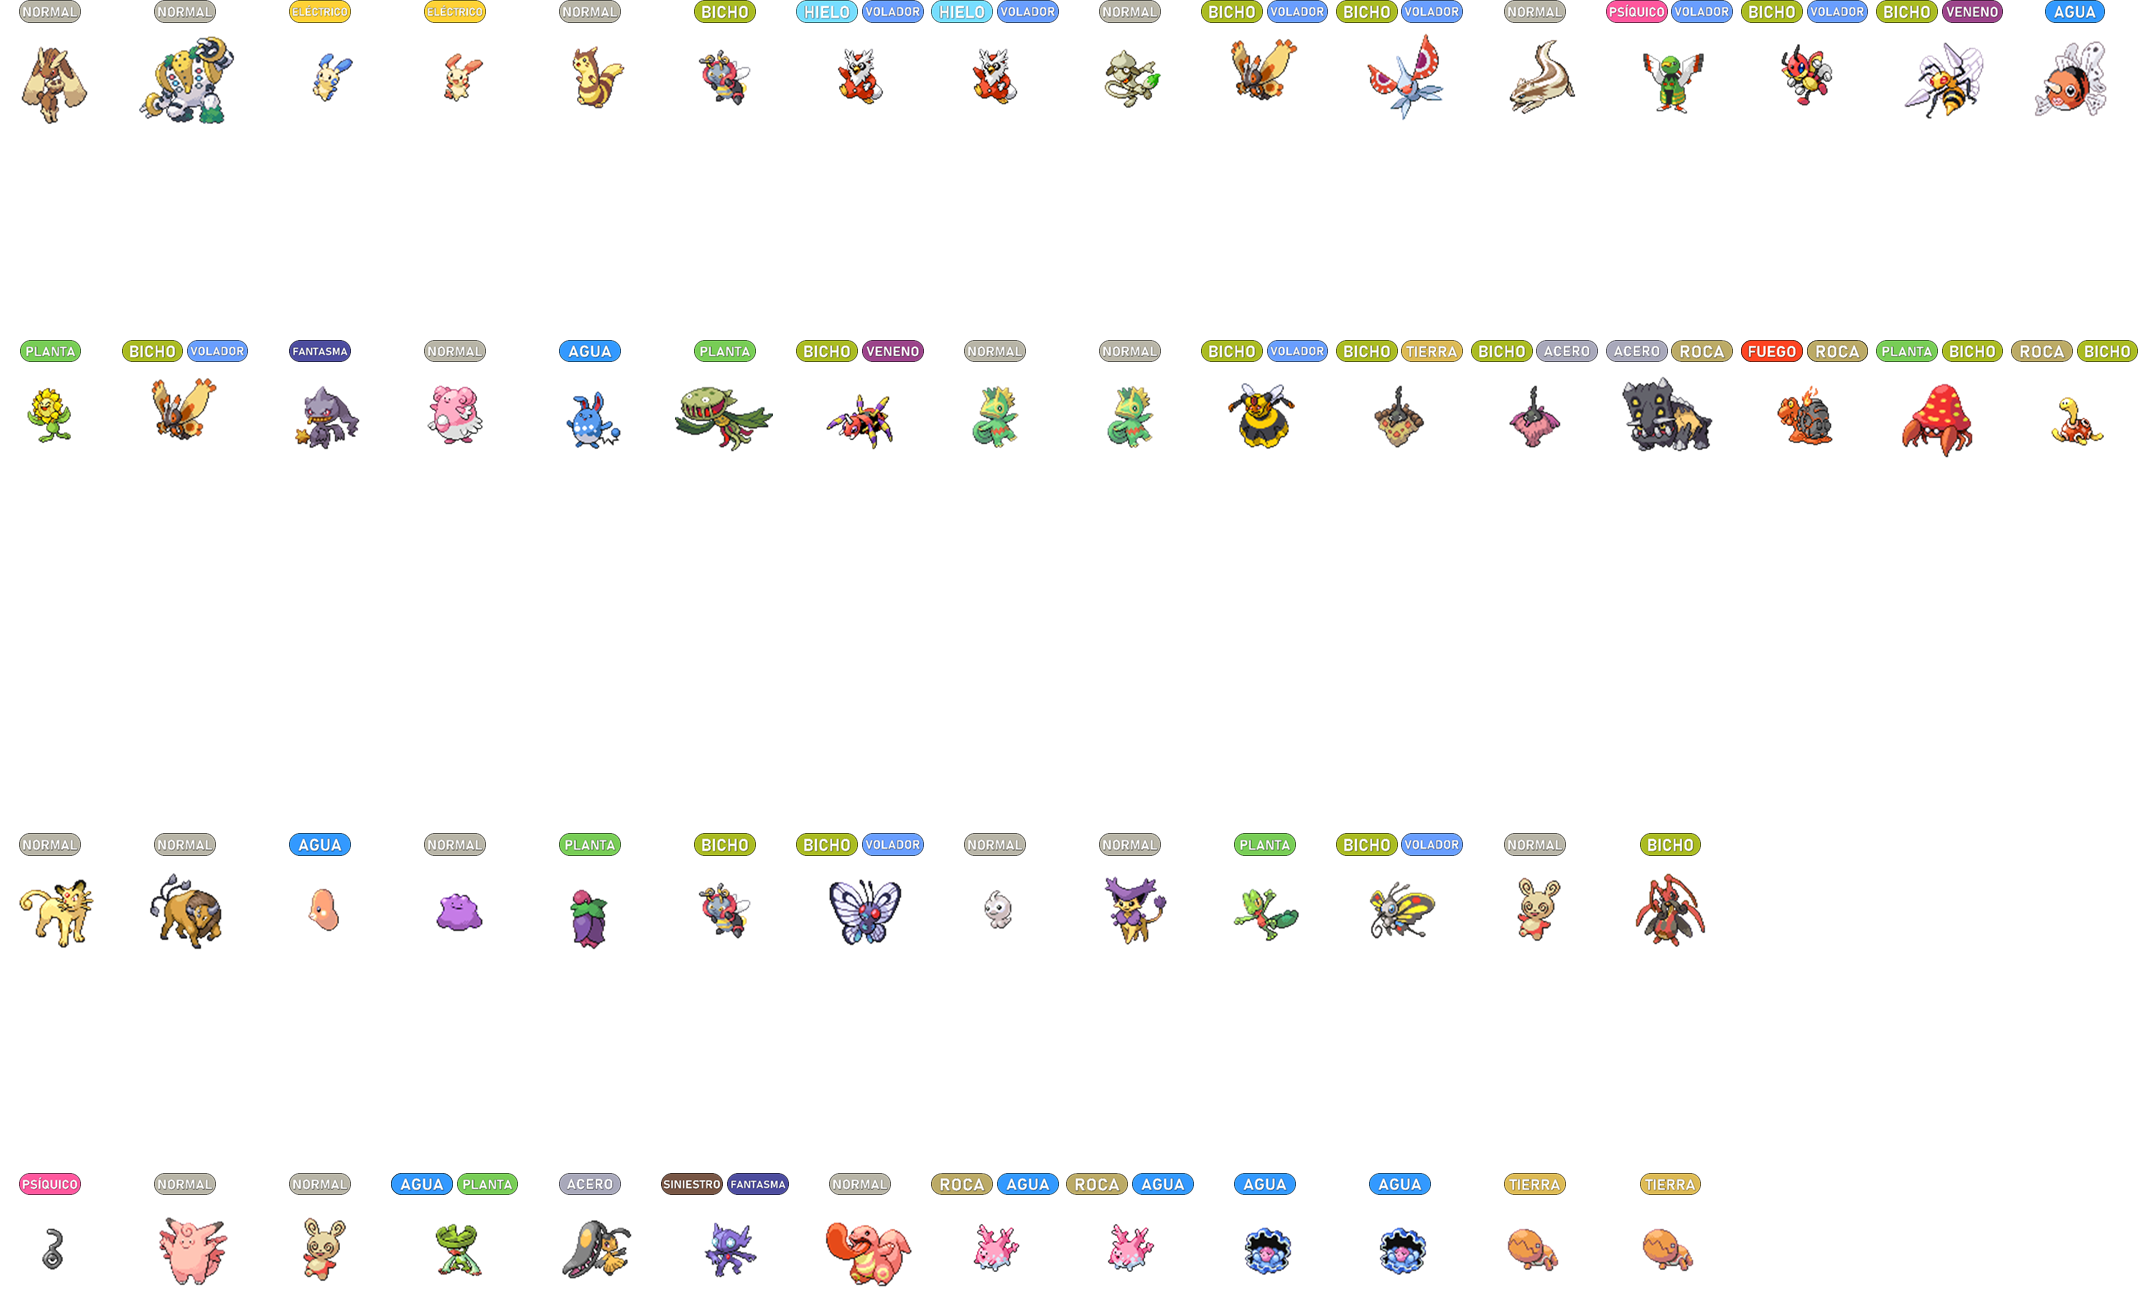 NORMAL NORMAL ELÉCTRICO ELÉCTRICO NORMAL BICHO HIELO VOLADOR HIELO VOLADOR NORMAL BICHO VOLADOR BICHO VOLADOR NORMAL PSÍQUICO VOLADOR BICHO VOLADOR BICHO VENENO AGUA
PLANTA BICHO VOLADOR FANTASMA NORMAL AGUA PLANTA BICHO VENENO NORMAL NORMAL BICHO VOLADOR BICHO TIERRA BICHO ACERO ACERO ROCA FUEGO ROCA PLANTA BICHO ROCA BICHO
NORMAL NORMAL AGUA NORMAL PLANTA BICHO BICHO VOLADOR NORMAL NORMAL PLANTA BICHO VOLADOR NORMAL BICHO
PSÍQUICO NORMAL NORMAL AGUA PLANTA ACERO SINIESTRO FANTASMA NORMAL ROCA AGUA ROCA AGUA AGUA AGUA TIERRA TIERRA